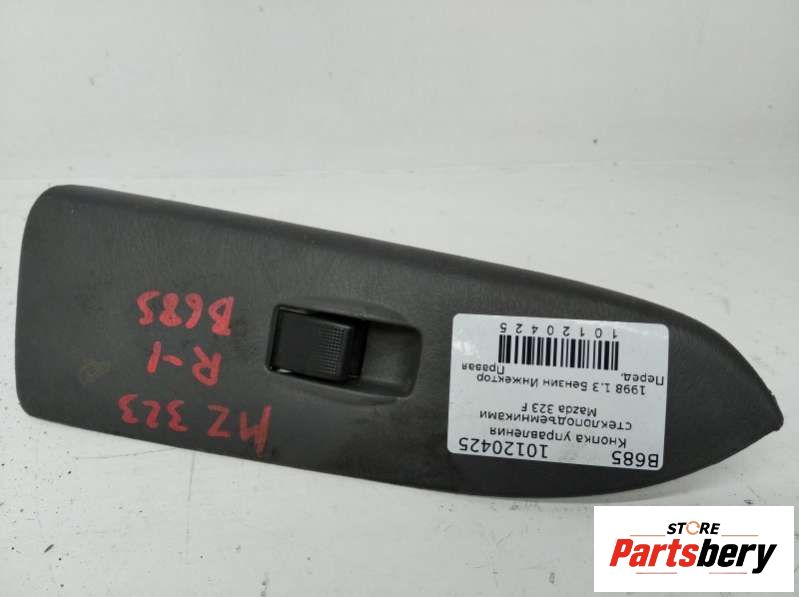 MZ 323
R-1
B685
B685
10120425
Кнопка управления
стеклоподъемниками
Mazda 323 F
1998 1.3 Бензин Инжектор
Перед. Правая
10120425
STORE
Partsbery